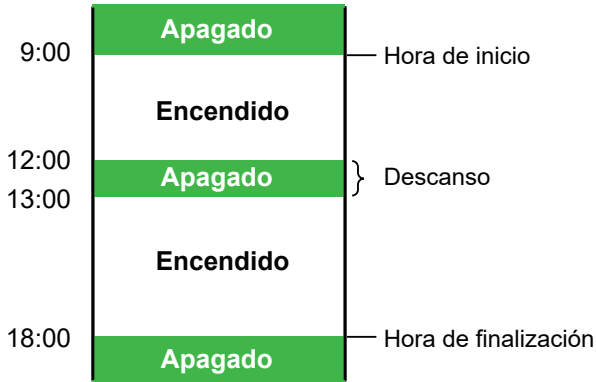 Apagado
9:00
Hora de inicio
Encendido
12:00
Apagado
Descanso
13:00
Encendido
18:00
Hora de finalización
Apagado